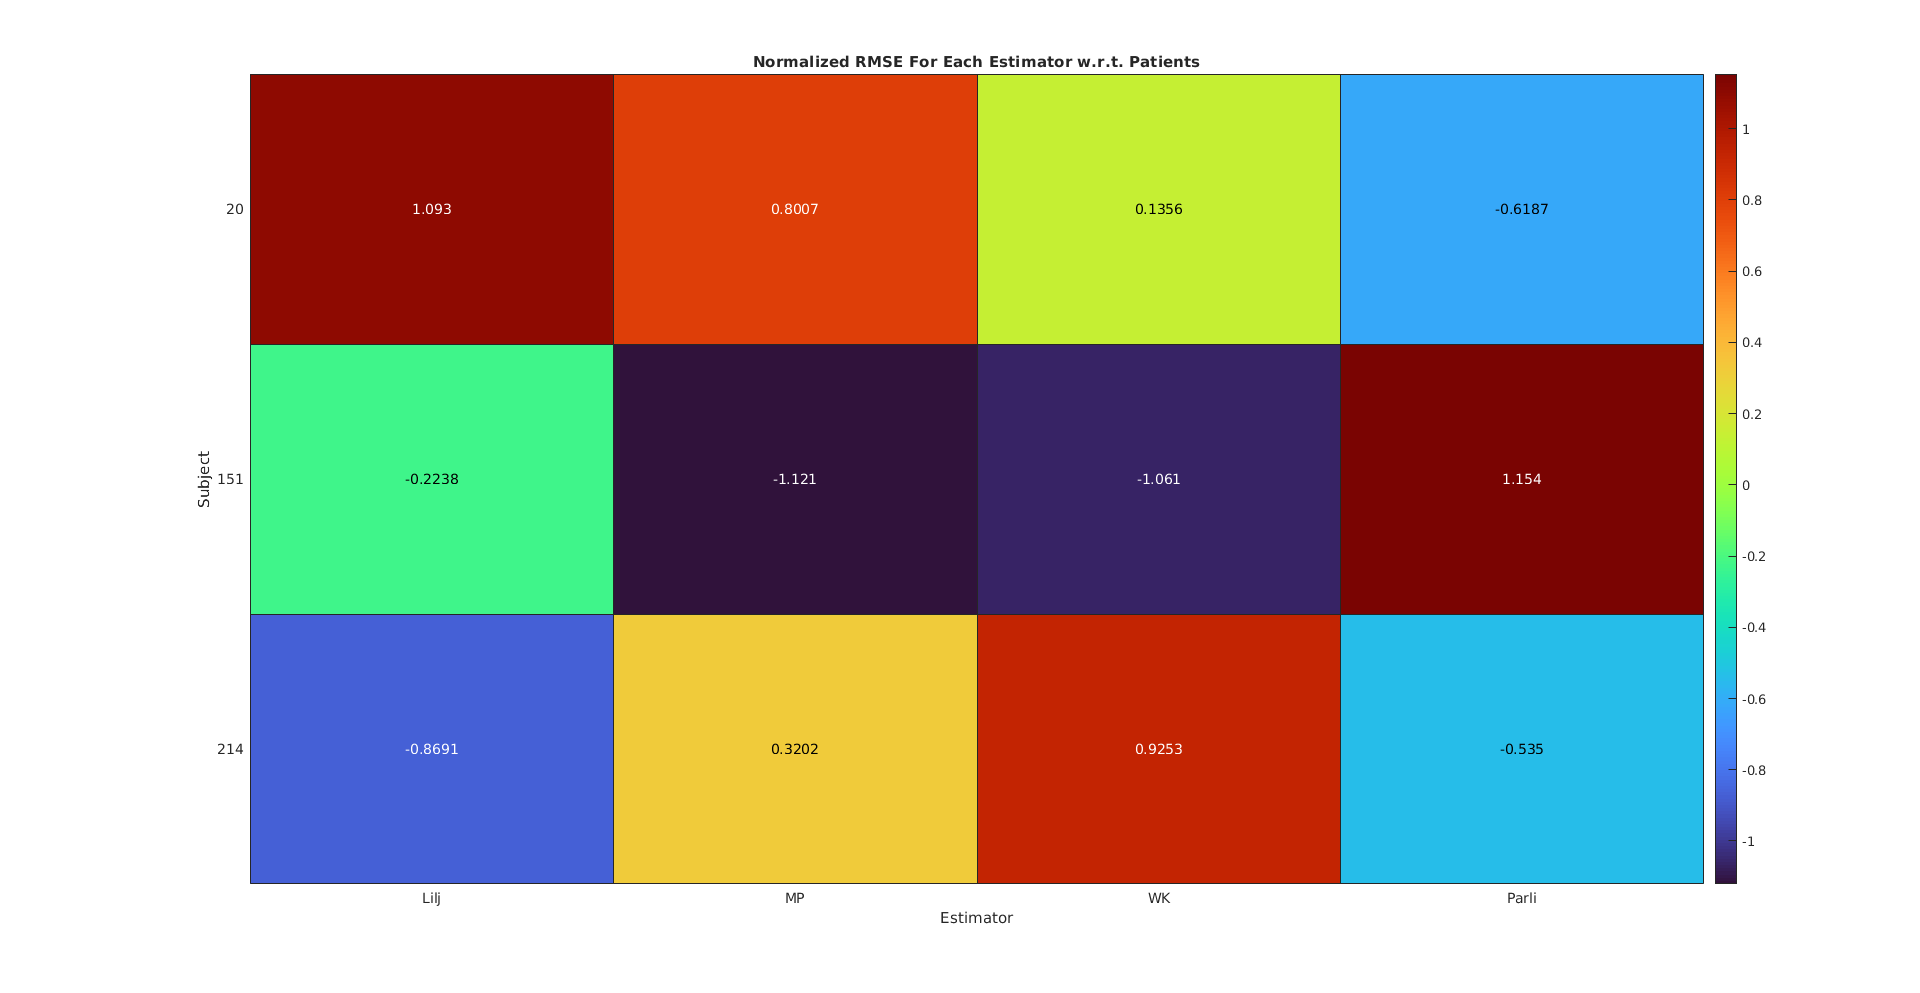 Normalized RMSE For Each Estimator w.r.t. Patients
20 1.093 0.8007 0.1356 -0.6187
Subject
151 -0.2238 -1.121 -1.061 1.154
214 -0.8691 0.3202 0.9253 -0.535
Lilj MP WK Parli
Estimator
1
0.8
0.6
0.4
0.2
0
-0.2
-0.4
-0.6
-0.8
-1